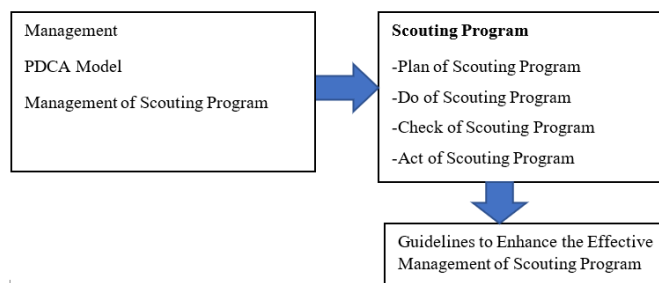 Management
PDCA Model
Management of Scouting Program
Scouting Program
-Plan of Scouting Program
-Do of Scouting Program
-Check of Scouting Program
-Act of Scouting Program
Guidelines to Enhance the Effective
Management of Scouting Program